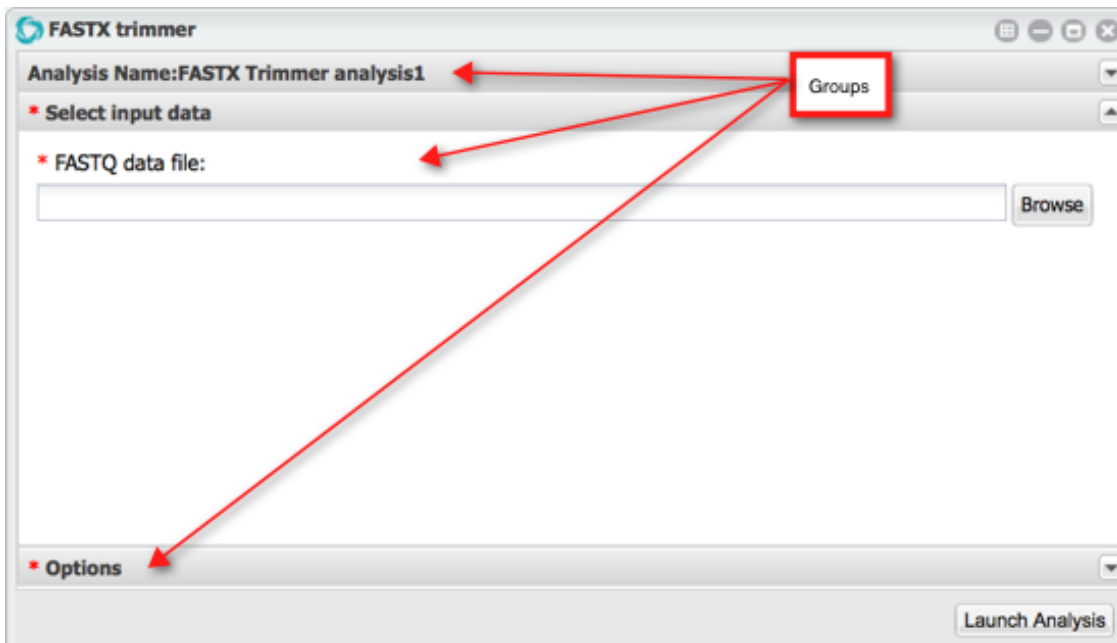 FASTX trimmer
Analysis Name:FASTX Trimmer analysis1
Groups
* Select input data
* FASTQ data file:
Browse
* Options
Launch Analysis